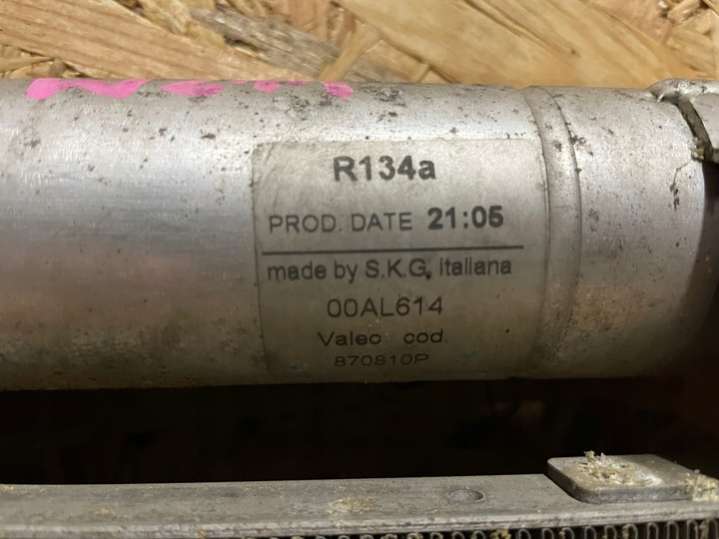 R134a
PROD. DATE 21:05
made by S.K.G. italiana
00AL614
Valeo cod.
870810P